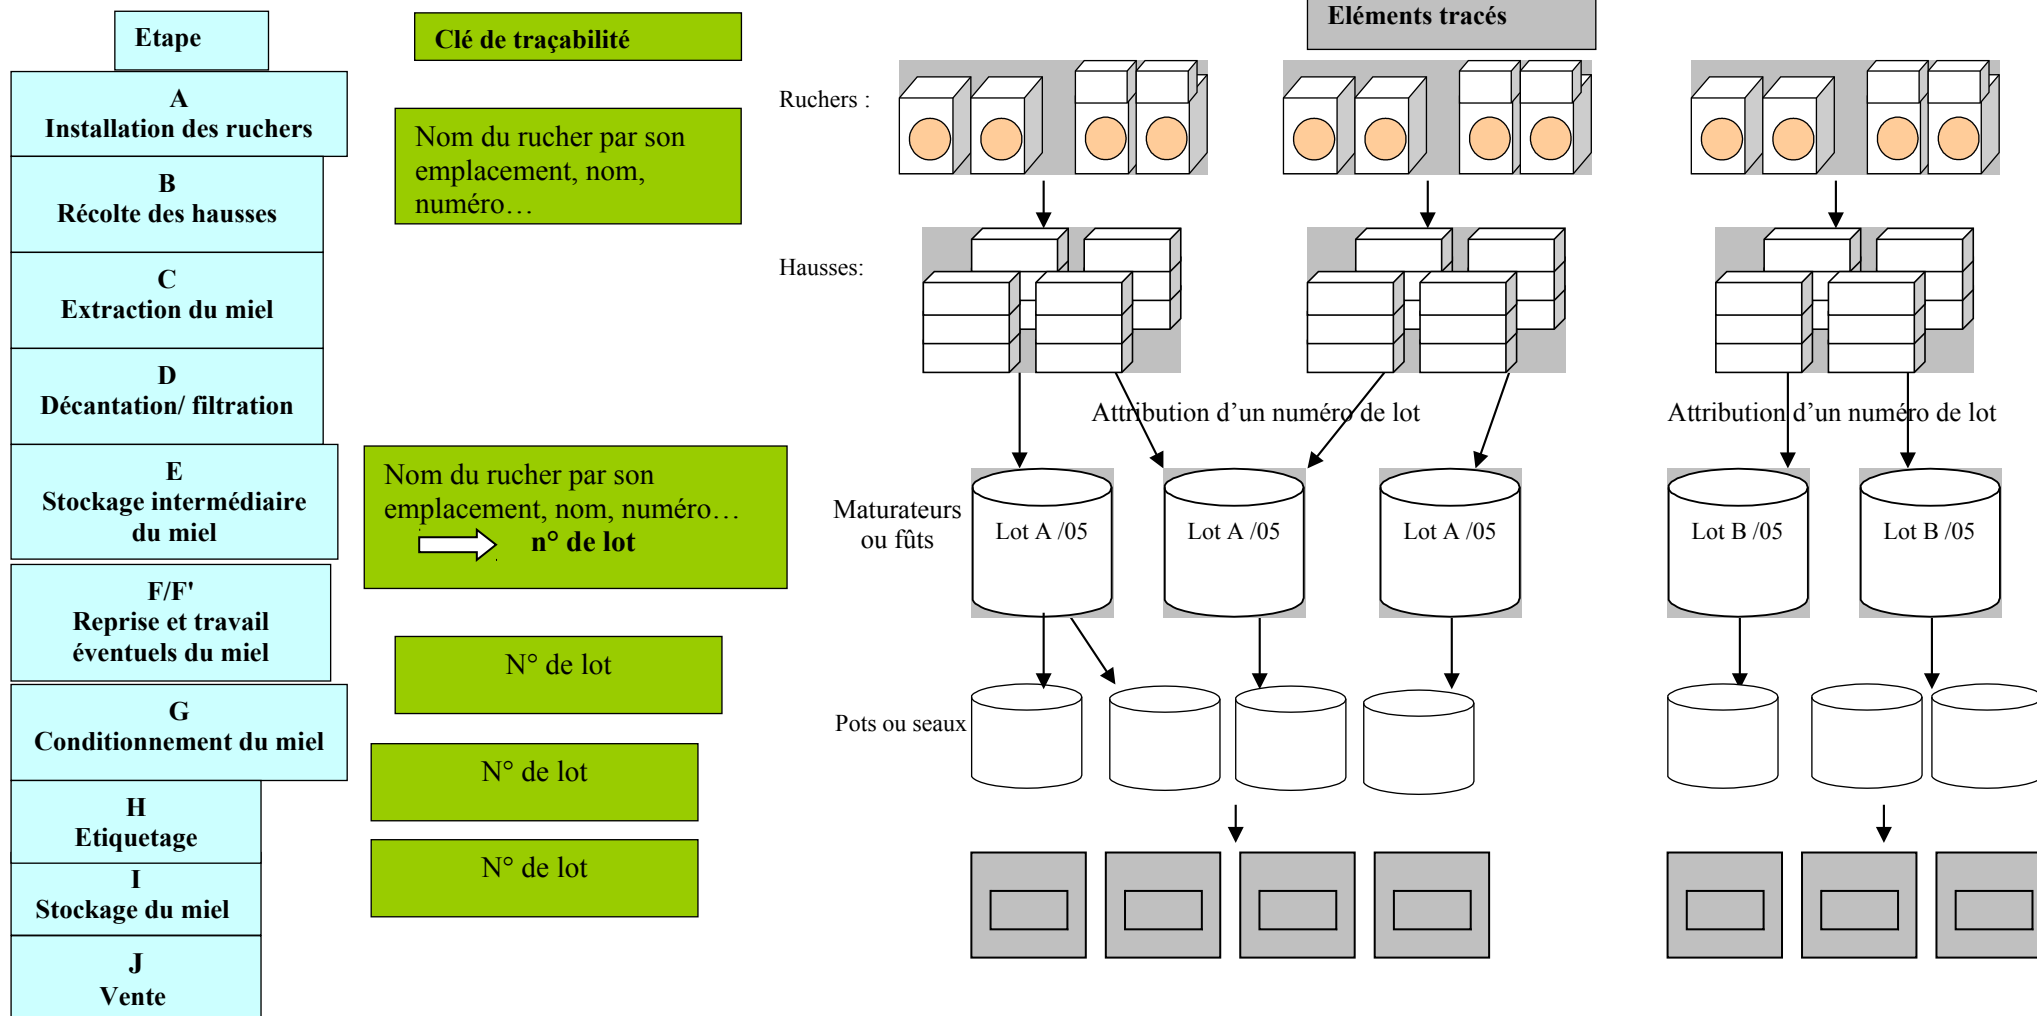 Etape
Clé de traçabilité
Eléments tracés
A
Installation des ruchers
B
Récolte des hausses
C
Extraction du miel
D
Décantation/ filtration
E
Stockage intermédiaire
du miel
F/F'
Reprise et travail
éventuels du miel
G
Conditionnement du miel
H
Etiquetage
I
Stockage du miel
J
Vente
Nom du rucher par son
emplacement, nom,
numéro…
Nom du rucher par son
emplacement, nom, numéro…
n° de lot
N° de lot
N° de lot
N° de lot
Ruchers :
Hausses:
Attribution d’un numéro de lot
Attribution d’un numéro de lot
Maturateurs
ou fûts
Lot A /05
Lot A /05
Lot A /05
Lot B /05
Lot B /05
Pots ou seaux